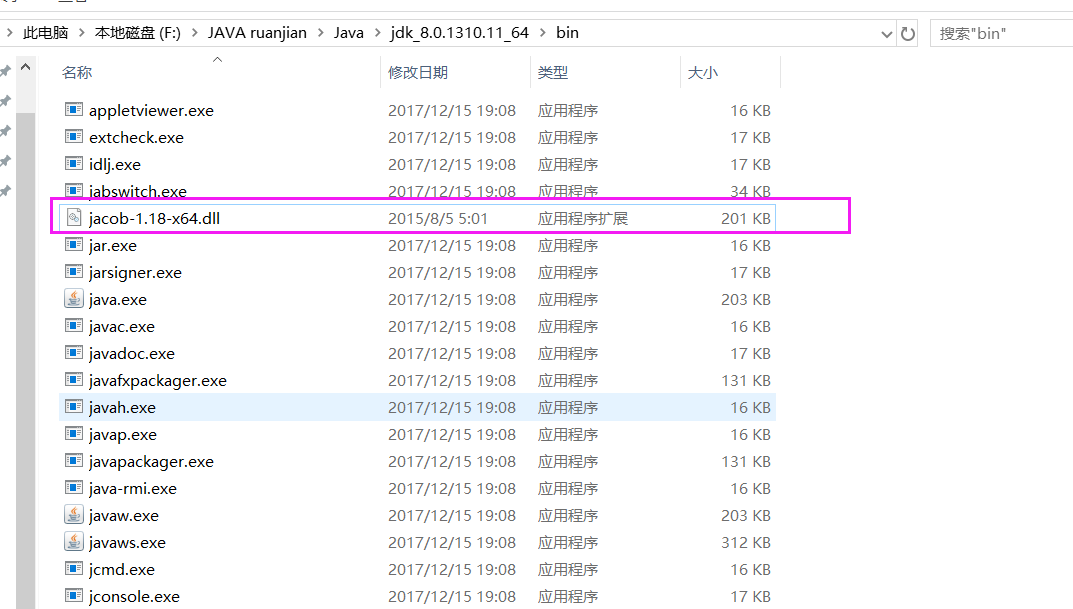 此电脑 > 本地磁盘 (F:) > JAVA ruanjian > Java > jdk_8.0.1310.11_64 > bin 搜索"bin"
名称 修改日期 类型 大小
appletviewer.exe 2017/12/15 19:08 应用程序 16 KB
extcheck.exe 2017/12/15 19:08 应用程序 17 KB
idlj.exe 2017/12/15 19:08 应用程序 17 KB
jabswitch.exe 2017/12/15 19:08 应用程序 34 KB
jacob-1.18-x64.dll 2015/8/5 5:01 应用程序扩展 201 KB
jar.exe 2017/12/15 19:08 应用程序 16 KB
jarsigner.exe 2017/12/15 19:08 应用程序 17 KB
java.exe 2017/12/15 19:08 应用程序 203 KB
javac.exe 2017/12/15 19:08 应用程序 16 KB
javadoc.exe 2017/12/15 19:08 应用程序 17 KB
javafxpackager.exe 2017/12/15 19:08 应用程序 131 KB
javah.exe 2017/12/15 19:08 应用程序 16 KB
javap.exe 2017/12/15 19:08 应用程序 16 KB
javapackager.exe 2017/12/15 19:08 应用程序 131 KB
java-rmi.exe 2017/12/15 19:08 应用程序 16 KB
javaw.exe 2017/12/15 19:08 应用程序 203 KB
javaws.exe 2017/12/15 19:08 应用程序 312 KB
jcmd.exe 2017/12/15 19:08 应用程序 16 KB
jconsole.exe 2017/12/15 19:08 应用程序 17 KB